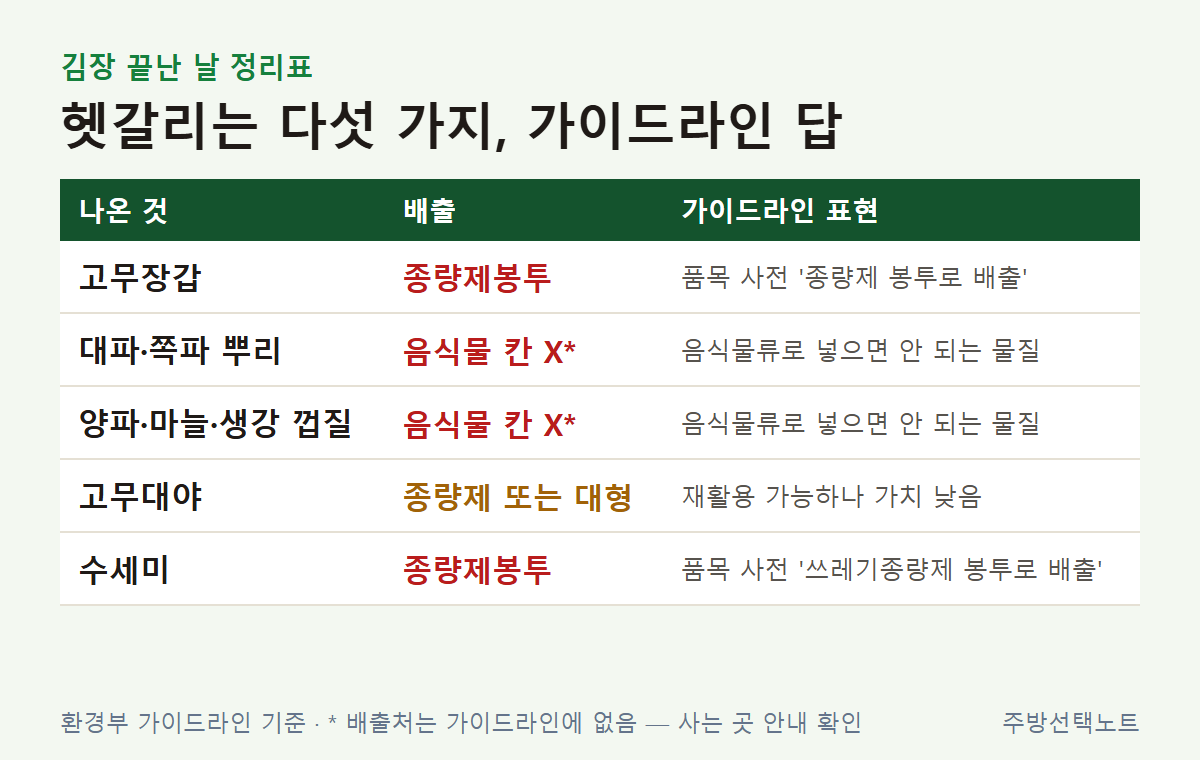 김장 끝난 날 정리표
헷갈리는 다섯 가지, 가이드라인 답
나온 것 배출 가이드라인 표현
고무장갑 종량제봉투 품목 사전 '종량제 봉투로 배출'
대파·쪽파 뿌리 음식물 칸 X* 음식물류로 넣으면 안 되는 물질
양파·마늘·생강 껍질 음식물 칸 X* 음식물류로 넣으면 안 되는 물질
고무대야 종량제 또는 대형 재활용 가능하나 가치 낮음
수세미 종량제봉투 품목 사전 '쓰레기종량제 봉투로 배출'
환경부 가이드라인 기준 · * 배출처는 가이드라인에 없음 — 사는 곳 안내 확인 주방선택노트